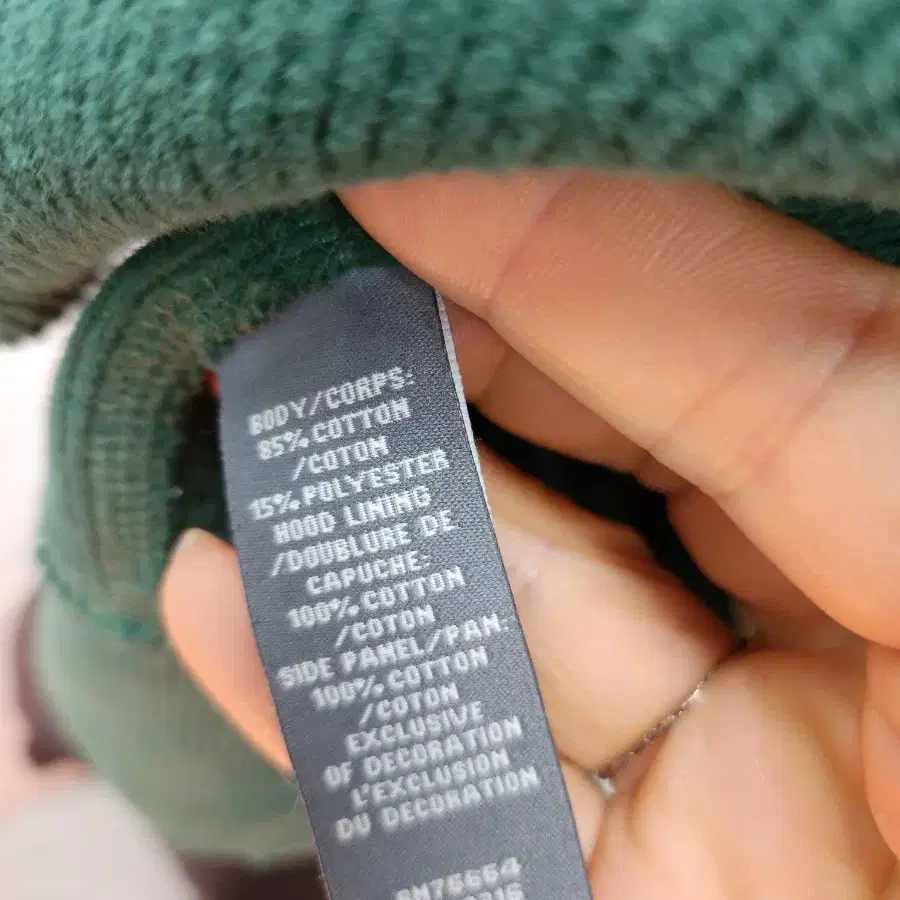 BODY/CORPS:
85% COTTON
/COTON
15% POLYESTER
HOOD LINING
/DOUBLURE DE
CAPUCHE:
100% COTTON
/COTON
SIDE PANEL/PAN.
100% COTTON
/COTON
EXCLUSIVE
OF DECORATION
L'EXCLUSION
DU DECORATION